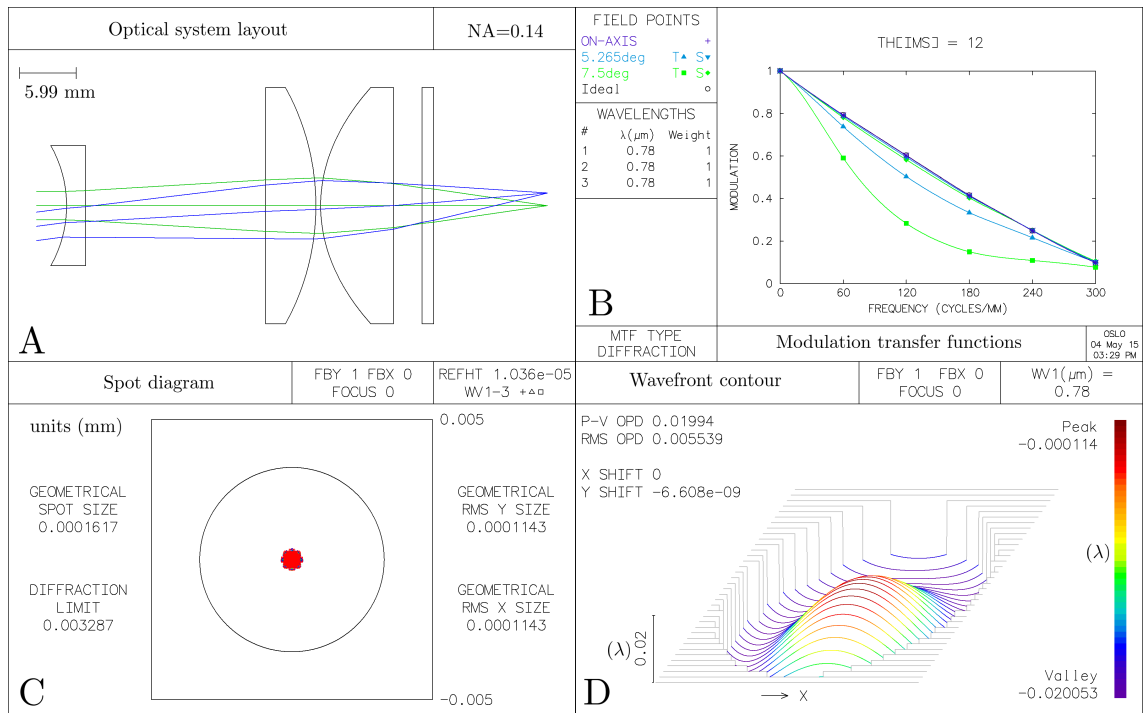 Optical system layout
NA=0.14
5.99 mm
A
FIELD POINTS
ON-AXIS +
5.265deg T▲ S▼
7.5deg T■ S◆
Ideal o
WAVELENGTHS
# λ(μm) Weight
1 0.78 1
2 0.78 1
3 0.78 1
TH[IMS] = 12
MODULATION
1
0.8
0.6
0.4
0.2
0
0 60 120 180 240 300
FREQUENCY (CYCLES/MM)
B
MTF TYPE
DIFFRACTION
Modulation transfer functions
OSLO
04 May 15
03:29 PM
Spot diagram
FBY 1 FBX 0
FOCUS 0
REFHT 1.036e-05
WV1-3 +△□
units (mm)
0.005
GEOMETRICAL
SPOT SIZE
0.0001617
GEOMETRICAL
RMS Y SIZE
0.0001143
DIFFRACTION
LIMIT
0.003287
GEOMETRICAL
RMS X SIZE
0.0001143
-0.005
C
Wavefront contour
FBY 1 FBX 0
FOCUS 0
WV1(μm) =
0.78
P-V OPD 0.01994
RMS OPD 0.005539
X SHIFT 0
Y SHIFT -6.608e-09
Peak
-0.000114
(λ)
(λ)
0.02
Valley
-0.020053
X
D